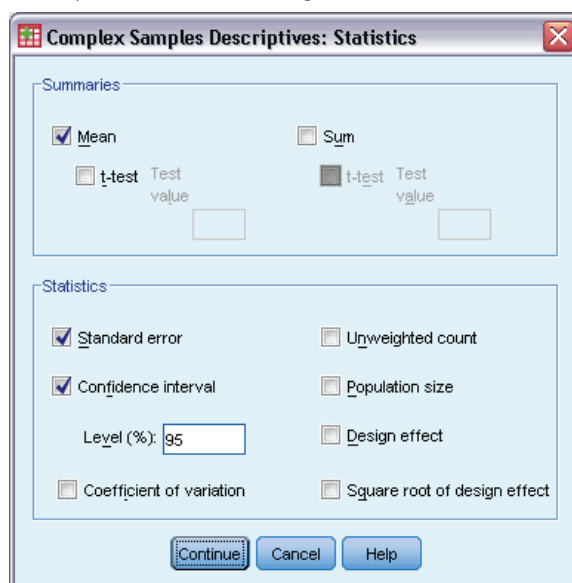 Complex Samples Descriptives: Statistics
Summaries
Mean
Sum
t-test Test value
t-test Test value
Statistics
Standard error
Unweighted count
Confidence interval
Population size
Level (%): 95
Design effect
Coefficient of variation
Square root of design effect
Continue Cancel Help